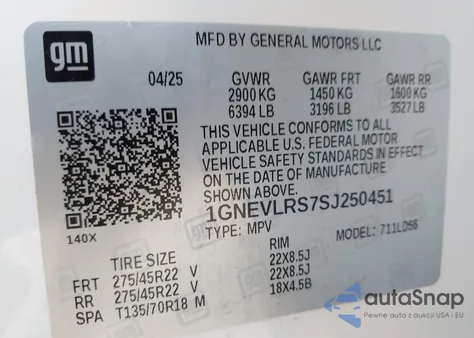 gm
MFD BY GENERAL MOTORS LLC
04/25 GVWR GAWR FRT GAWR RR
2900 KG 1450 KG 1600 KG
6394 LB 3196 LB 3527 LB
THIS VEHICLE CONFORMS TO ALL
APPLICABLE U.S. FEDERAL MOTOR
VEHICLE SAFETY STANDARDS IN EFFECT
ON THE DATE OF MANUFACTURE
SHOWN ABOVE.
1GNEVLRS7SJ250451
140X TYPE: MPV MODEL: 711LD56
TIRE SIZE RIM
FRT 275/45R22 V 22X8.5J
RR 275/45R22 V 22X8.5J
SPA T135/70R18 M 18X4.5B
autoSnap
Pewne auta z aukcji USA i EU